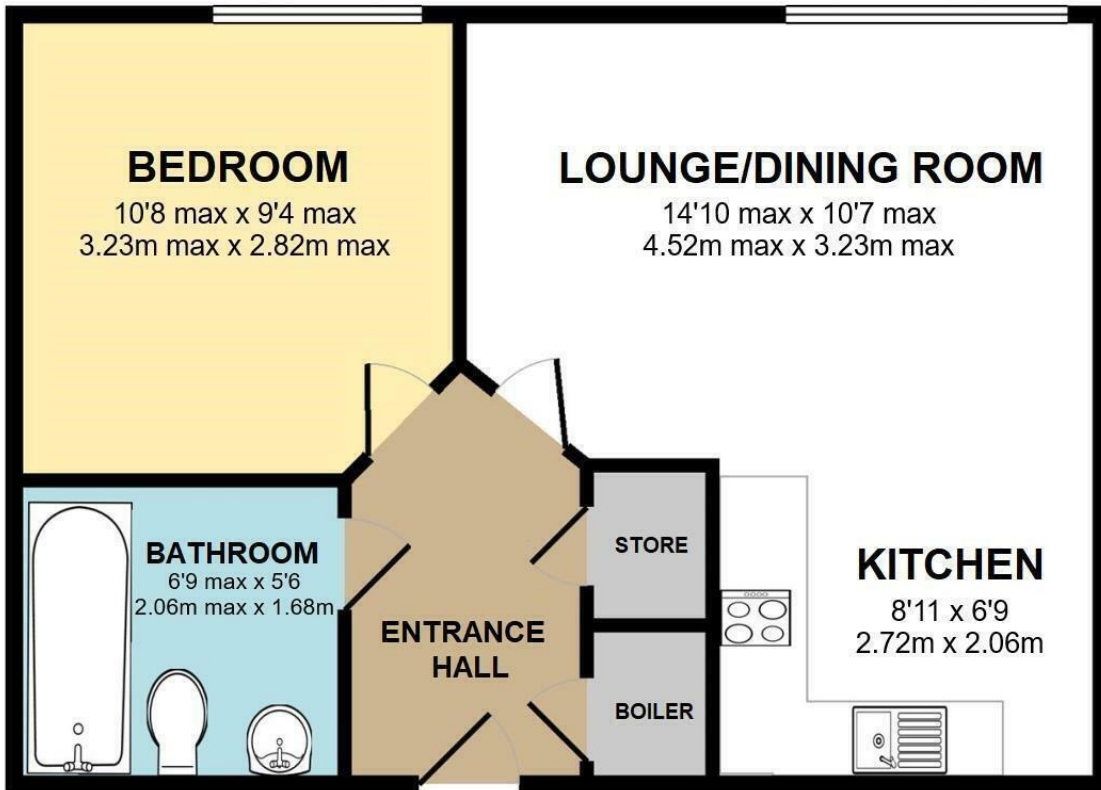 BEDROOM
10'8 max x 9'4 max
3.23m max x 2.82m max
LOUNGE/DINING ROOM
14'10 max x 10'7 max
4.52m max x 3.23m max
BATHROOM
6'9 max x 5'6
2.06m max x 1.68m
ENTRANCE
HALL
STORE
BOILER
KITCHEN
8'11 x 6'9
2.72m x 2.06m